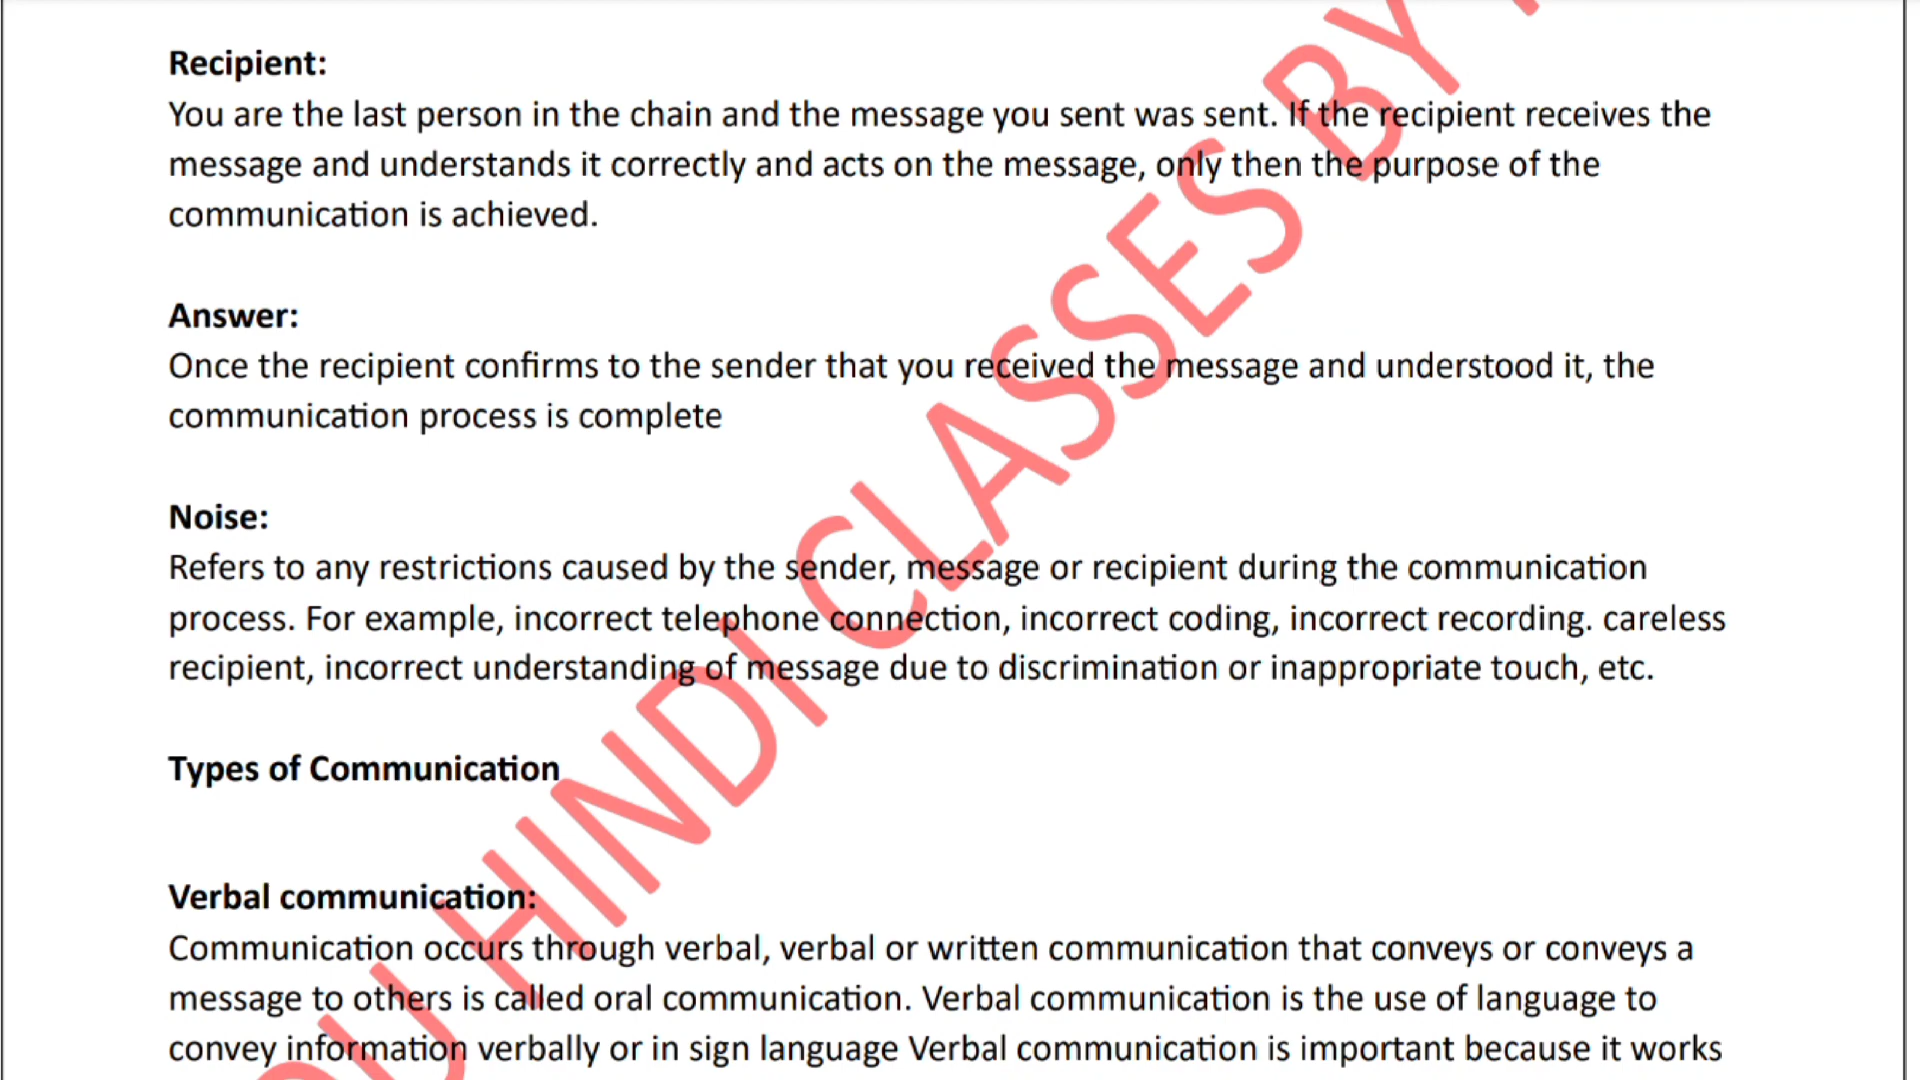 Recipient:
You are the last person in the chain and the message you sent was sent. If the recipient receives the
message and understands it correctly and acts on the message, only then the purpose of the
communication is achieved.
Answer:
Once the recipient confirms to the sender that you received the message and understood it, the
communication process is complete
Noise:
Refers to any restrictions caused by the sender, message or recipient during the communication
process. For example, incorrect telephone connection, incorrect coding, incorrect recording. careless
recipient, incorrect understanding of message due to discrimination or inappropriate touch, etc.
Types of Communication
Verbal communication:
Communication occurs through verbal, verbal or written communication that conveys or conveys a
message to others is called oral communication. Verbal communication is the use of language to
convey information verbally or in sign language Verbal communication is important because it works
HINDI CLASSES BY